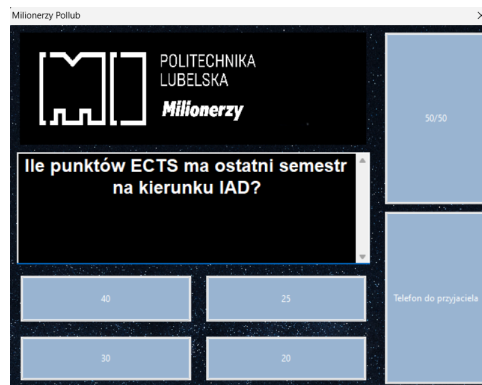 Milionerzy Pollub
POLITECHNIKA
LUBELSKA
Milionerzy
50/50
Ile punktów ECTS ma ostatni semestr
na kierunku IAD?
40
25
Telefon do przyjaciela
30
20